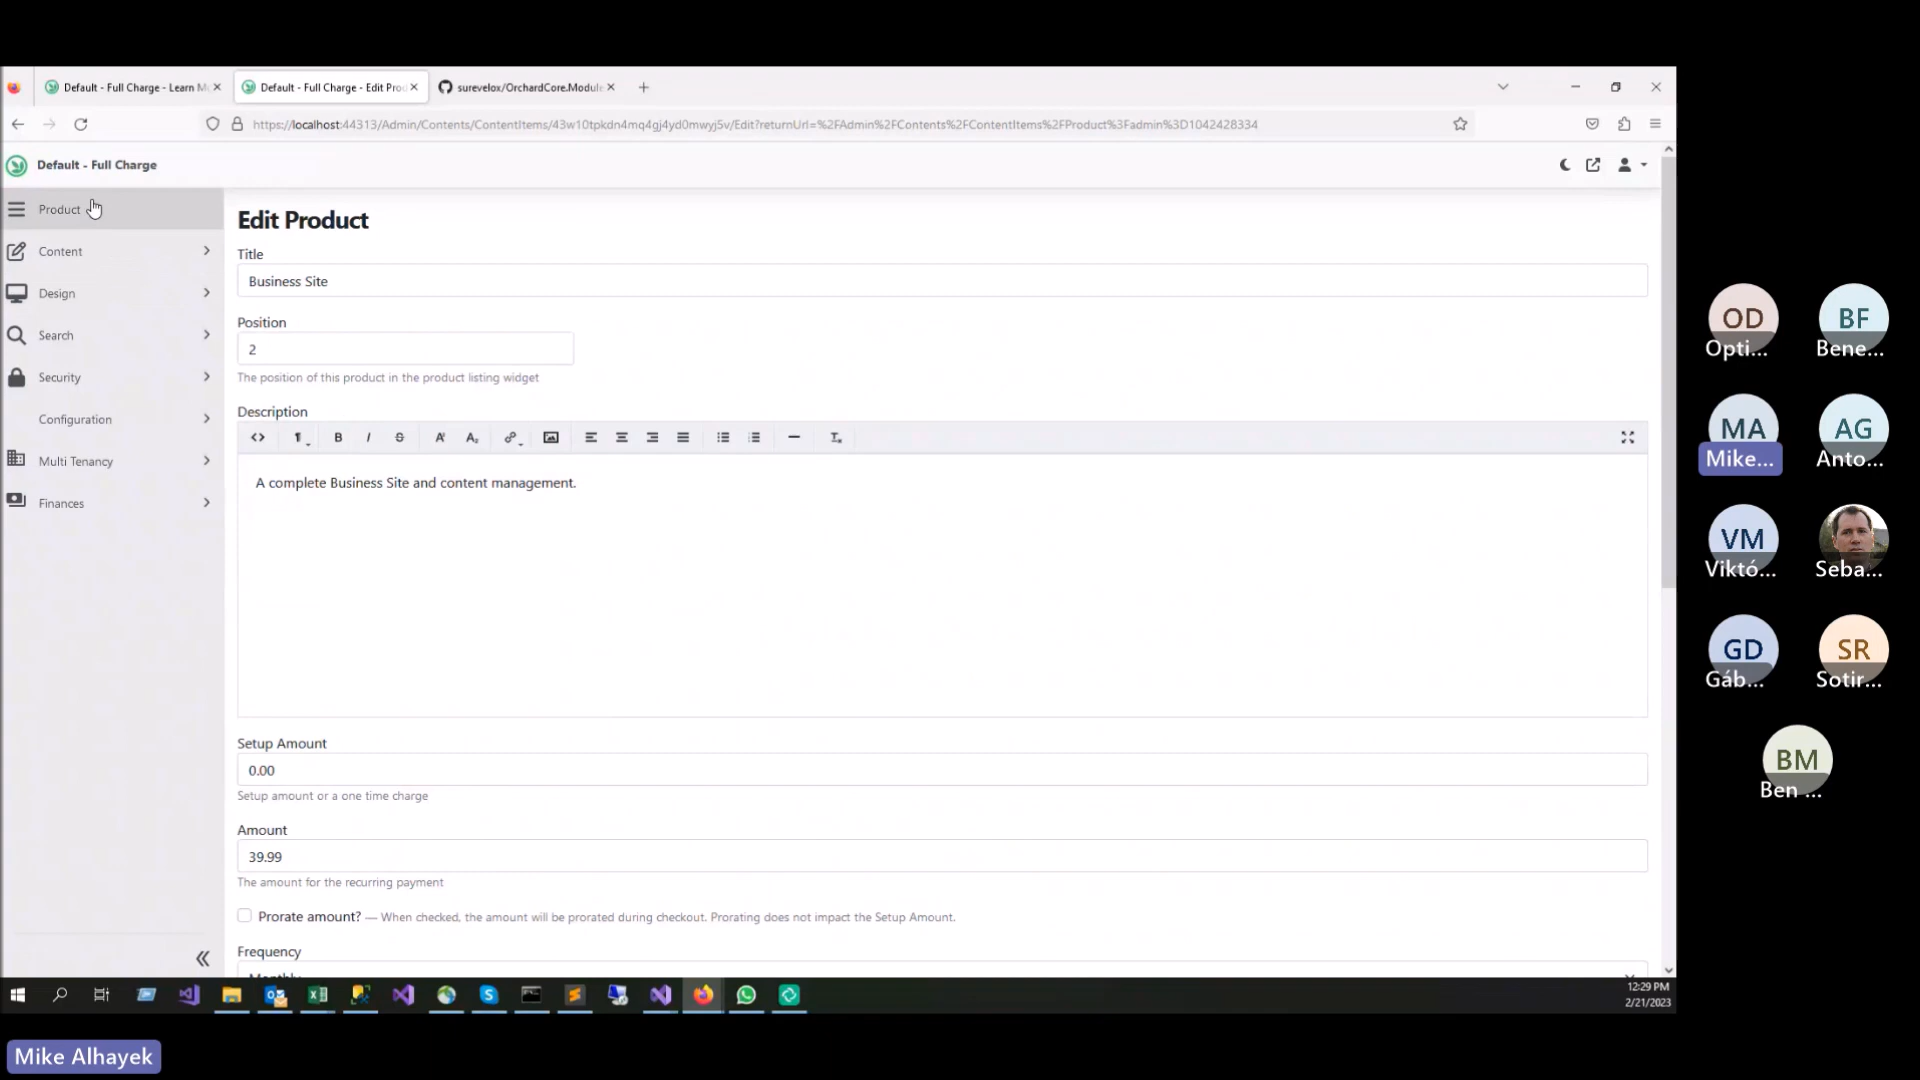 Default - Full Charge - Learn M
Default - Full Charge - Edit Pro
surevelox/OrchardCore.Module
https://localhost:44313/Admin/Contents/ContentItems/43w10tpkdn4mq4gj4yd0mwyj5v/Edit?returnUrl=%2FAdmin%2FContents%2FContentItems%2FProduct%3Fadmin%3D1042428334
Default - Full Charge
Product
Content
Design
Search
Security
Configuration
Multi Tenancy
Finances
Edit Product
Title
Business Site
Position
2
The position of this product in the product listing widget
Description
A complete Business Site and content management.
Setup Amount
0.00
Setup amount or a one time charge
Amount
39.99
The amount for the recurring payment
Prorate amount? — When checked, the amount will be prorated during checkout. Prorating does not impact the Setup Amount.
Frequency
Monthly
12:29 PM
2/21/2023
OD
Opti...
BF
Bene...
MA
Mike...
AG
Anto...
VM
Viktó...
Seba...
GD
Gáb...
SR
Sotir...
BM
Ben ...
Mike Alhayek